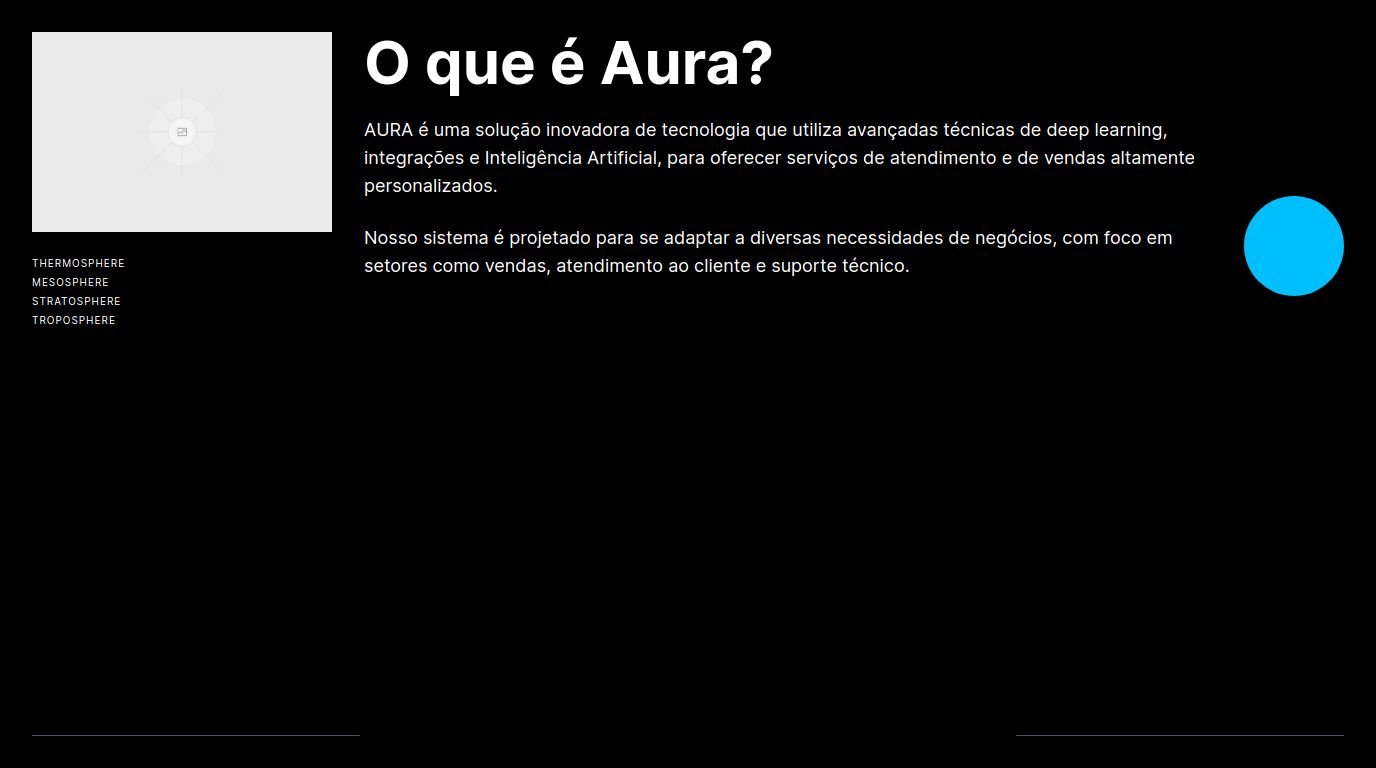 O que é Aura?
AURA é uma solução inovadora de tecnologia que utiliza avançadas técnicas de deep learning,
integrações e Inteligência Artificial, para oferecer serviços de atendimento e de vendas altamente
personalizados.
Nosso sistema é projetado para se adaptar a diversas necessidades de negócios, com foco em
setores como vendas, atendimento ao cliente e suporte técnico.
THERMOSPHERE
MESOSPHERE
STRATOSPHERE
TROPOSPHERE